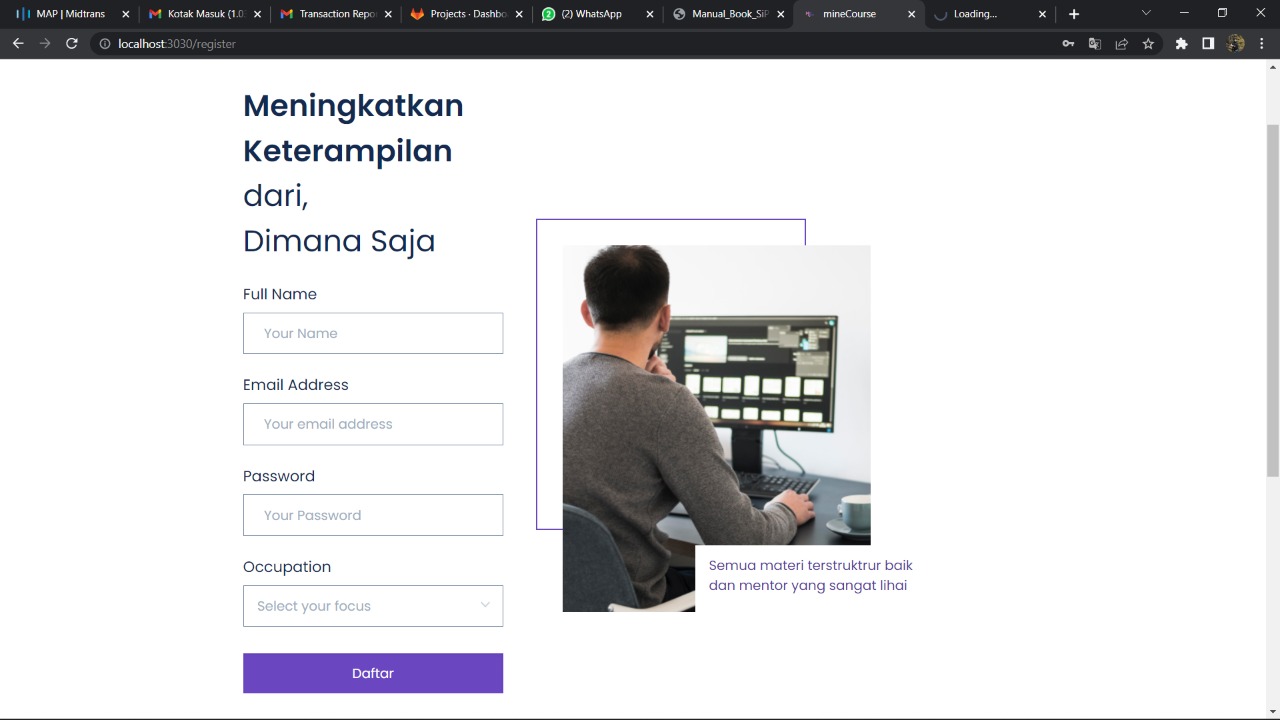 MAP | Midtrans
Kotak Masuk (1.03
Transaction Repor
Projects · Dashbo
(2) WhatsApp
Manual_Book_SiP
mineCourse
Loading...
localhost:3030/register
Meningkatkan
Keterampilan
dari,
Dimana Saja
Full Name
Your Name
Email Address
Your email address
Password
Your Password
Occupation
Select your focus
Daftar
Semua materi terstruktrur baik
dan mentor yang sangat lihai